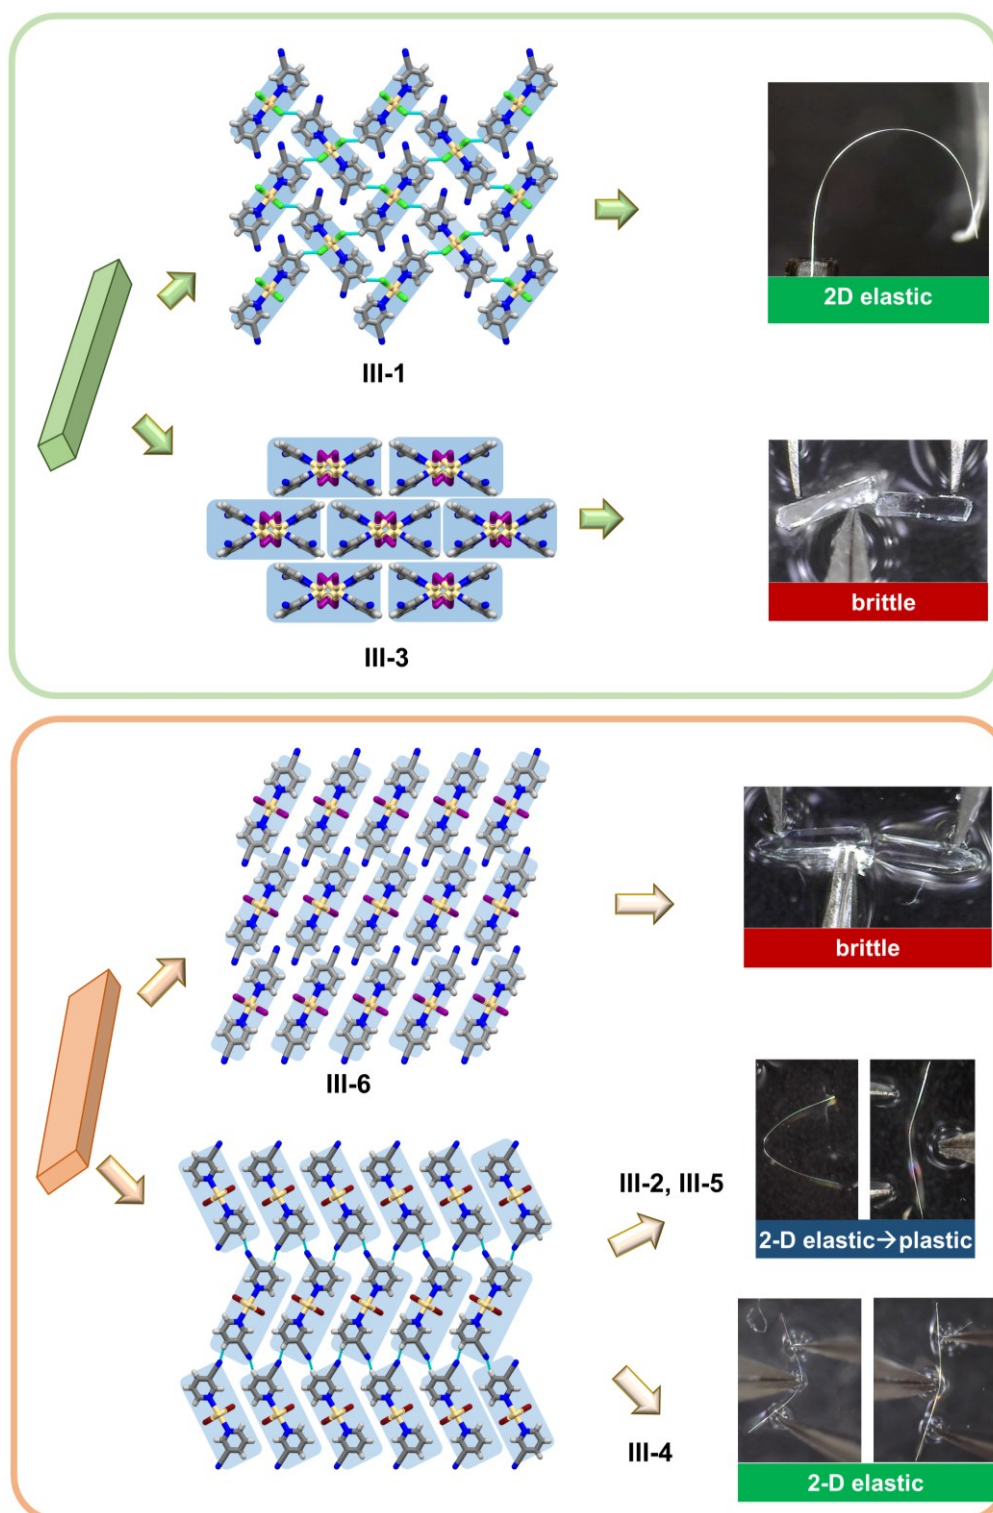 2D elastic
III-1
brittle
III-3
brittle
III-6
III-2, III-5
2-D elastic→plastic
III-4
2-D elastic